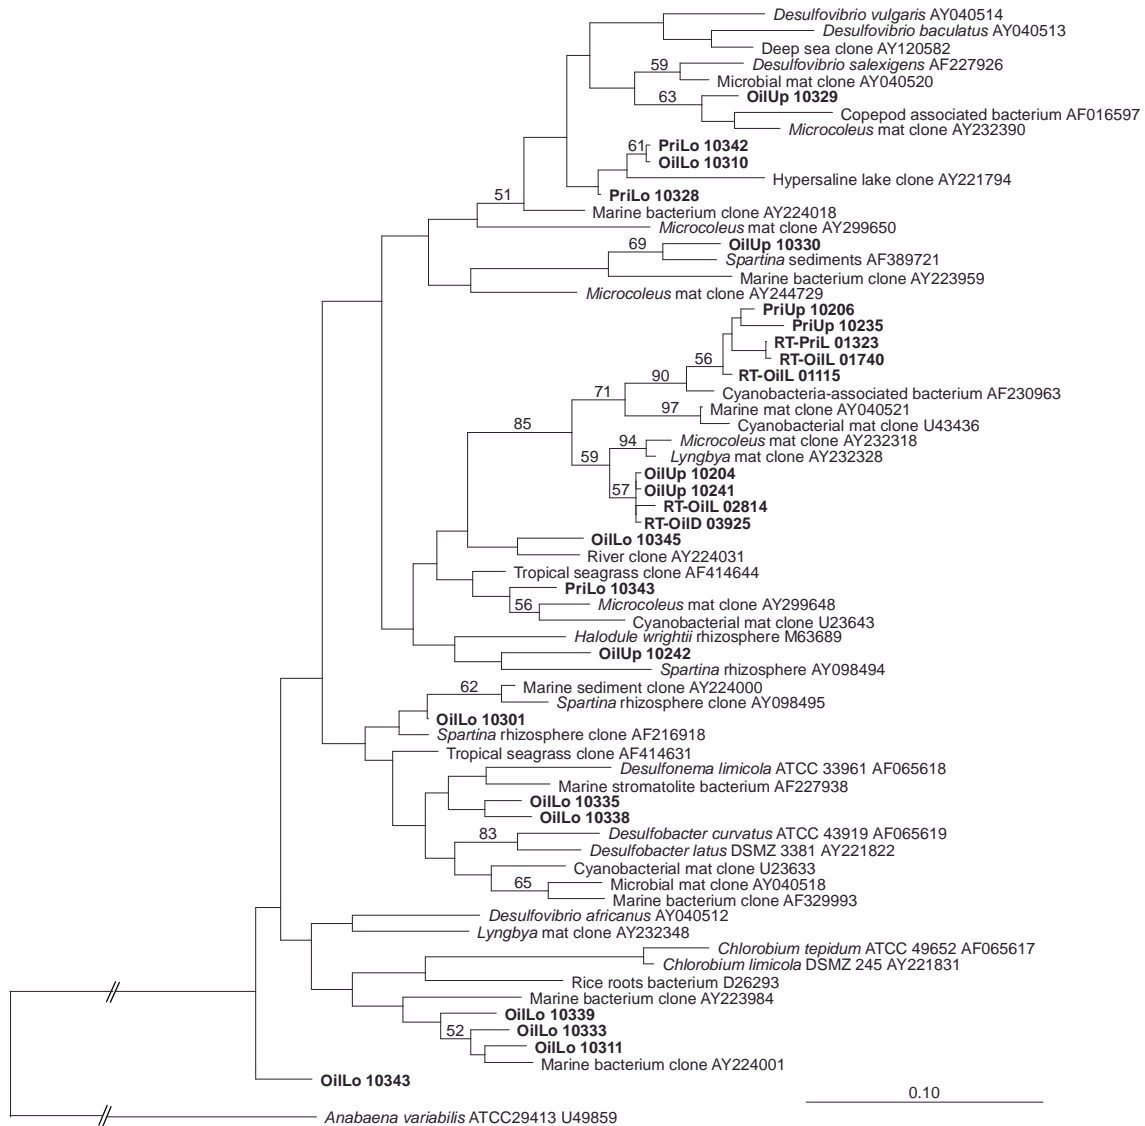 Desulfovibrio vulgaris AY040514
Desulfovibrio baculatus AY040513
Deep sea clone AY120582
59 Desulfovibrio salexigens AF227926
Microbial mat clone AY040520
63 OilUp 10329
Copepod associated bacterium AF016597
Microcoleus mat clone AY232390
61 PriLo 10342
OilLo 10310
Hypersaline lake clone AY221794
51 PriLo 10328
Marine bacterium clone AY224018
Microcoleus mat clone AY299650
69 OilUp 10330
Spartina sediments AF389721
Marine bacterium clone AY223959
Microcoleus mat clone AY244729
PriUp 10206
PriUp 10235
RT-PriL 01323
56 RT-OilL 01740
90 RT-OilL 01115
71 Cyanobacteria-associated bacterium AF230963
97 Marine mat clone AY040521
85 Cyanobacterial mat clone U43436
94 Microcoleus mat clone AY232318
59 Lyngbya mat clone AY232328
OilUp 10204
57 OilUp 10241
RT-OilL 02814
RT-OilD 03925
OilLo 10345
River clone AY224031
Tropical seagrass clone AF414644
PriLo 10343
56 Microcoleus mat clone AY299648
Cyanobacterial mat clone U23643
Halodule wrightii rhizosphere M63689
OilUp 10242
Spartina rhizosphere AY098494
62 Marine sediment clone AY224000
Spartina rhizosphere clone AY098495
OilLo 10301
Spartina rhizosphere clone AF216918
Tropical seagrass clone AF414631
Desulfonema limicola ATCC 33961 AF065618
Marine stromatolite bacterium AF227938
OilLo 10335
OilLo 10338
83 Desulfobacter curvatus ATCC 43919 AF065619
Desulfobacter latus DSMZ 3381 AY221822
Cyanobacterial mat clone U23633
65 Microbial mat clone AY040518
Marine bacterium clone AF329993
Desulfovibrio africanus AY040512
Lyngbya mat clone AY232348
Chlorobium tepidum ATCC 49652 AF065617
Chlorobium limicola DSMZ 245 AY221831
Rice roots bacterium D26293
Marine bacterium clone AY223984
OilLo 10339
52 OilLo 10333
OilLo 10311
Marine bacterium clone AY224001
OilLo 10343
0.10
Anabaena variabilis ATCC29413 U49859